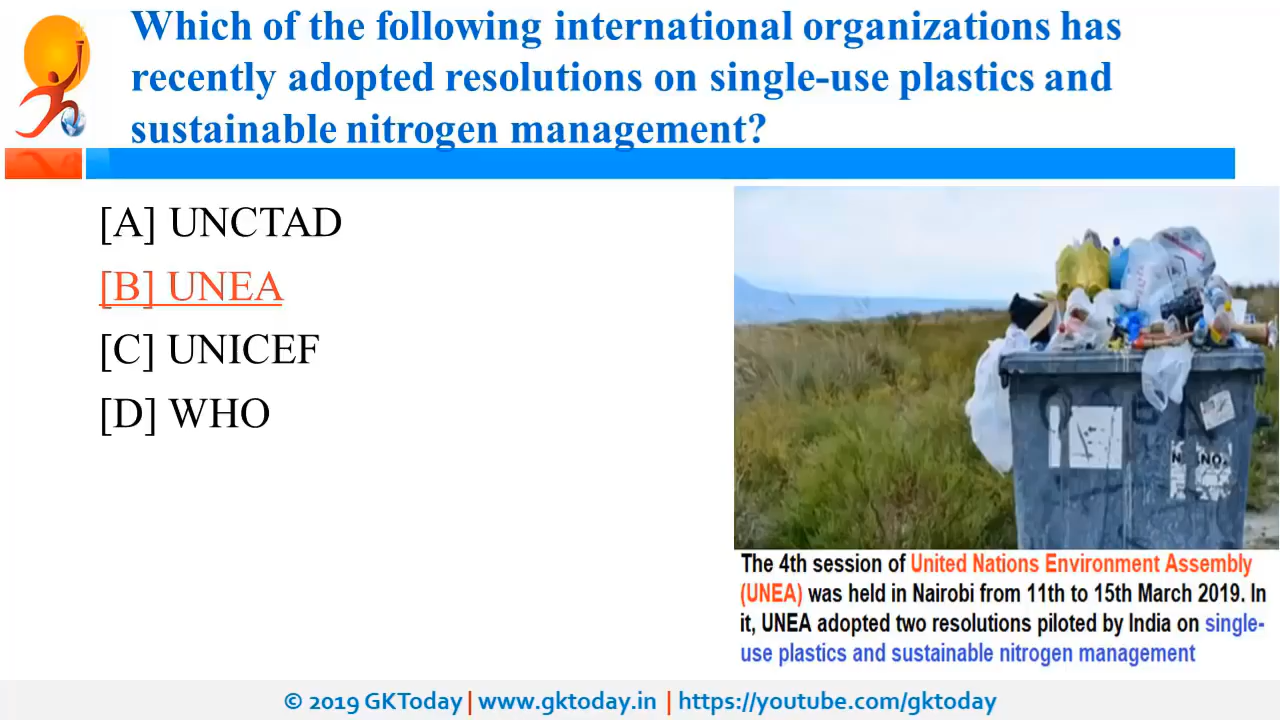 Which of the following international organizations has
recently adopted resolutions on single-use plastics and
sustainable nitrogen management?
[A] UNCTAD
[B] UNEA
[C] UNICEF
[D] WHO
The 4th session of United Nations Environment Assembly
(UNEA) was held in Nairobi from 11th to 15th March 2019. In
it, UNEA adopted two resolutions piloted by India on single-
use plastics and sustainable nitrogen management
© 2019 GKToday | www.gktoday.in | https://youtube.com/gktoday